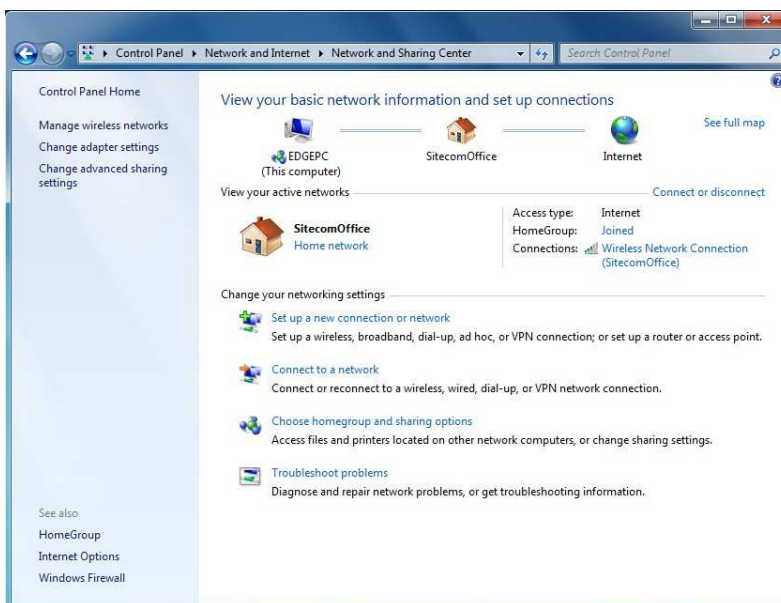 Control Panel
Network and Internet
Network and Sharing Center
Search Control Panel
Control Panel Home
Manage wireless networks
Change adapter settings
Change advanced sharing
settings
See also
HomeGroup
Internet Options
Windows Firewall
View your basic network information and set up connections
See full map
EDGEPC
(This computer)
SitecomOffice
Internet
View your active networks
Connect or disconnect
SitecomOffice
Home network
Access type: Internet
HomeGroup: Joined
Connections: Wireless Network Connection
(SitecomOffice)
Change your networking settings
Set up a new connection or network
Set up a wireless, broadband, dial-up, ad hoc, or VPN connection; or set up a router or access point.
Connect to a network
Connect or reconnect to a wireless, wired, dial-up, or VPN network connection.
Choose homegroup and sharing options
Access files and printers located on other network computers, or change sharing settings.
Troubleshoot problems
Diagnose and repair network problems, or get troubleshooting information.